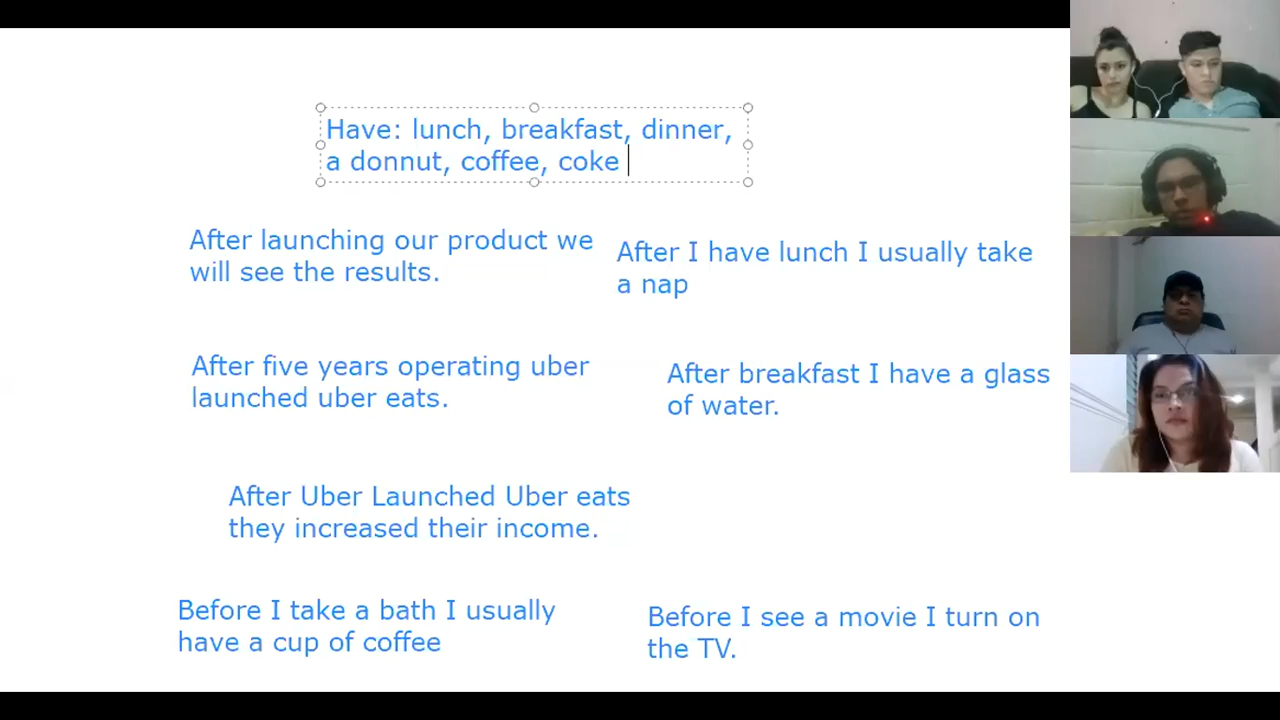 Have: lunch, breakfast, dinner,
a donnut, coffee, coke
After launching our product we
will see the results.
After I have lunch I usually take
a nap
After five years operating uber
launched uber eats.
After breakfast I have a glass
of water.
After Uber Launched Uber eats
they increased their income.
Before I take a bath I usually
have a cup of coffee
Before I see a movie I turn on
the TV.